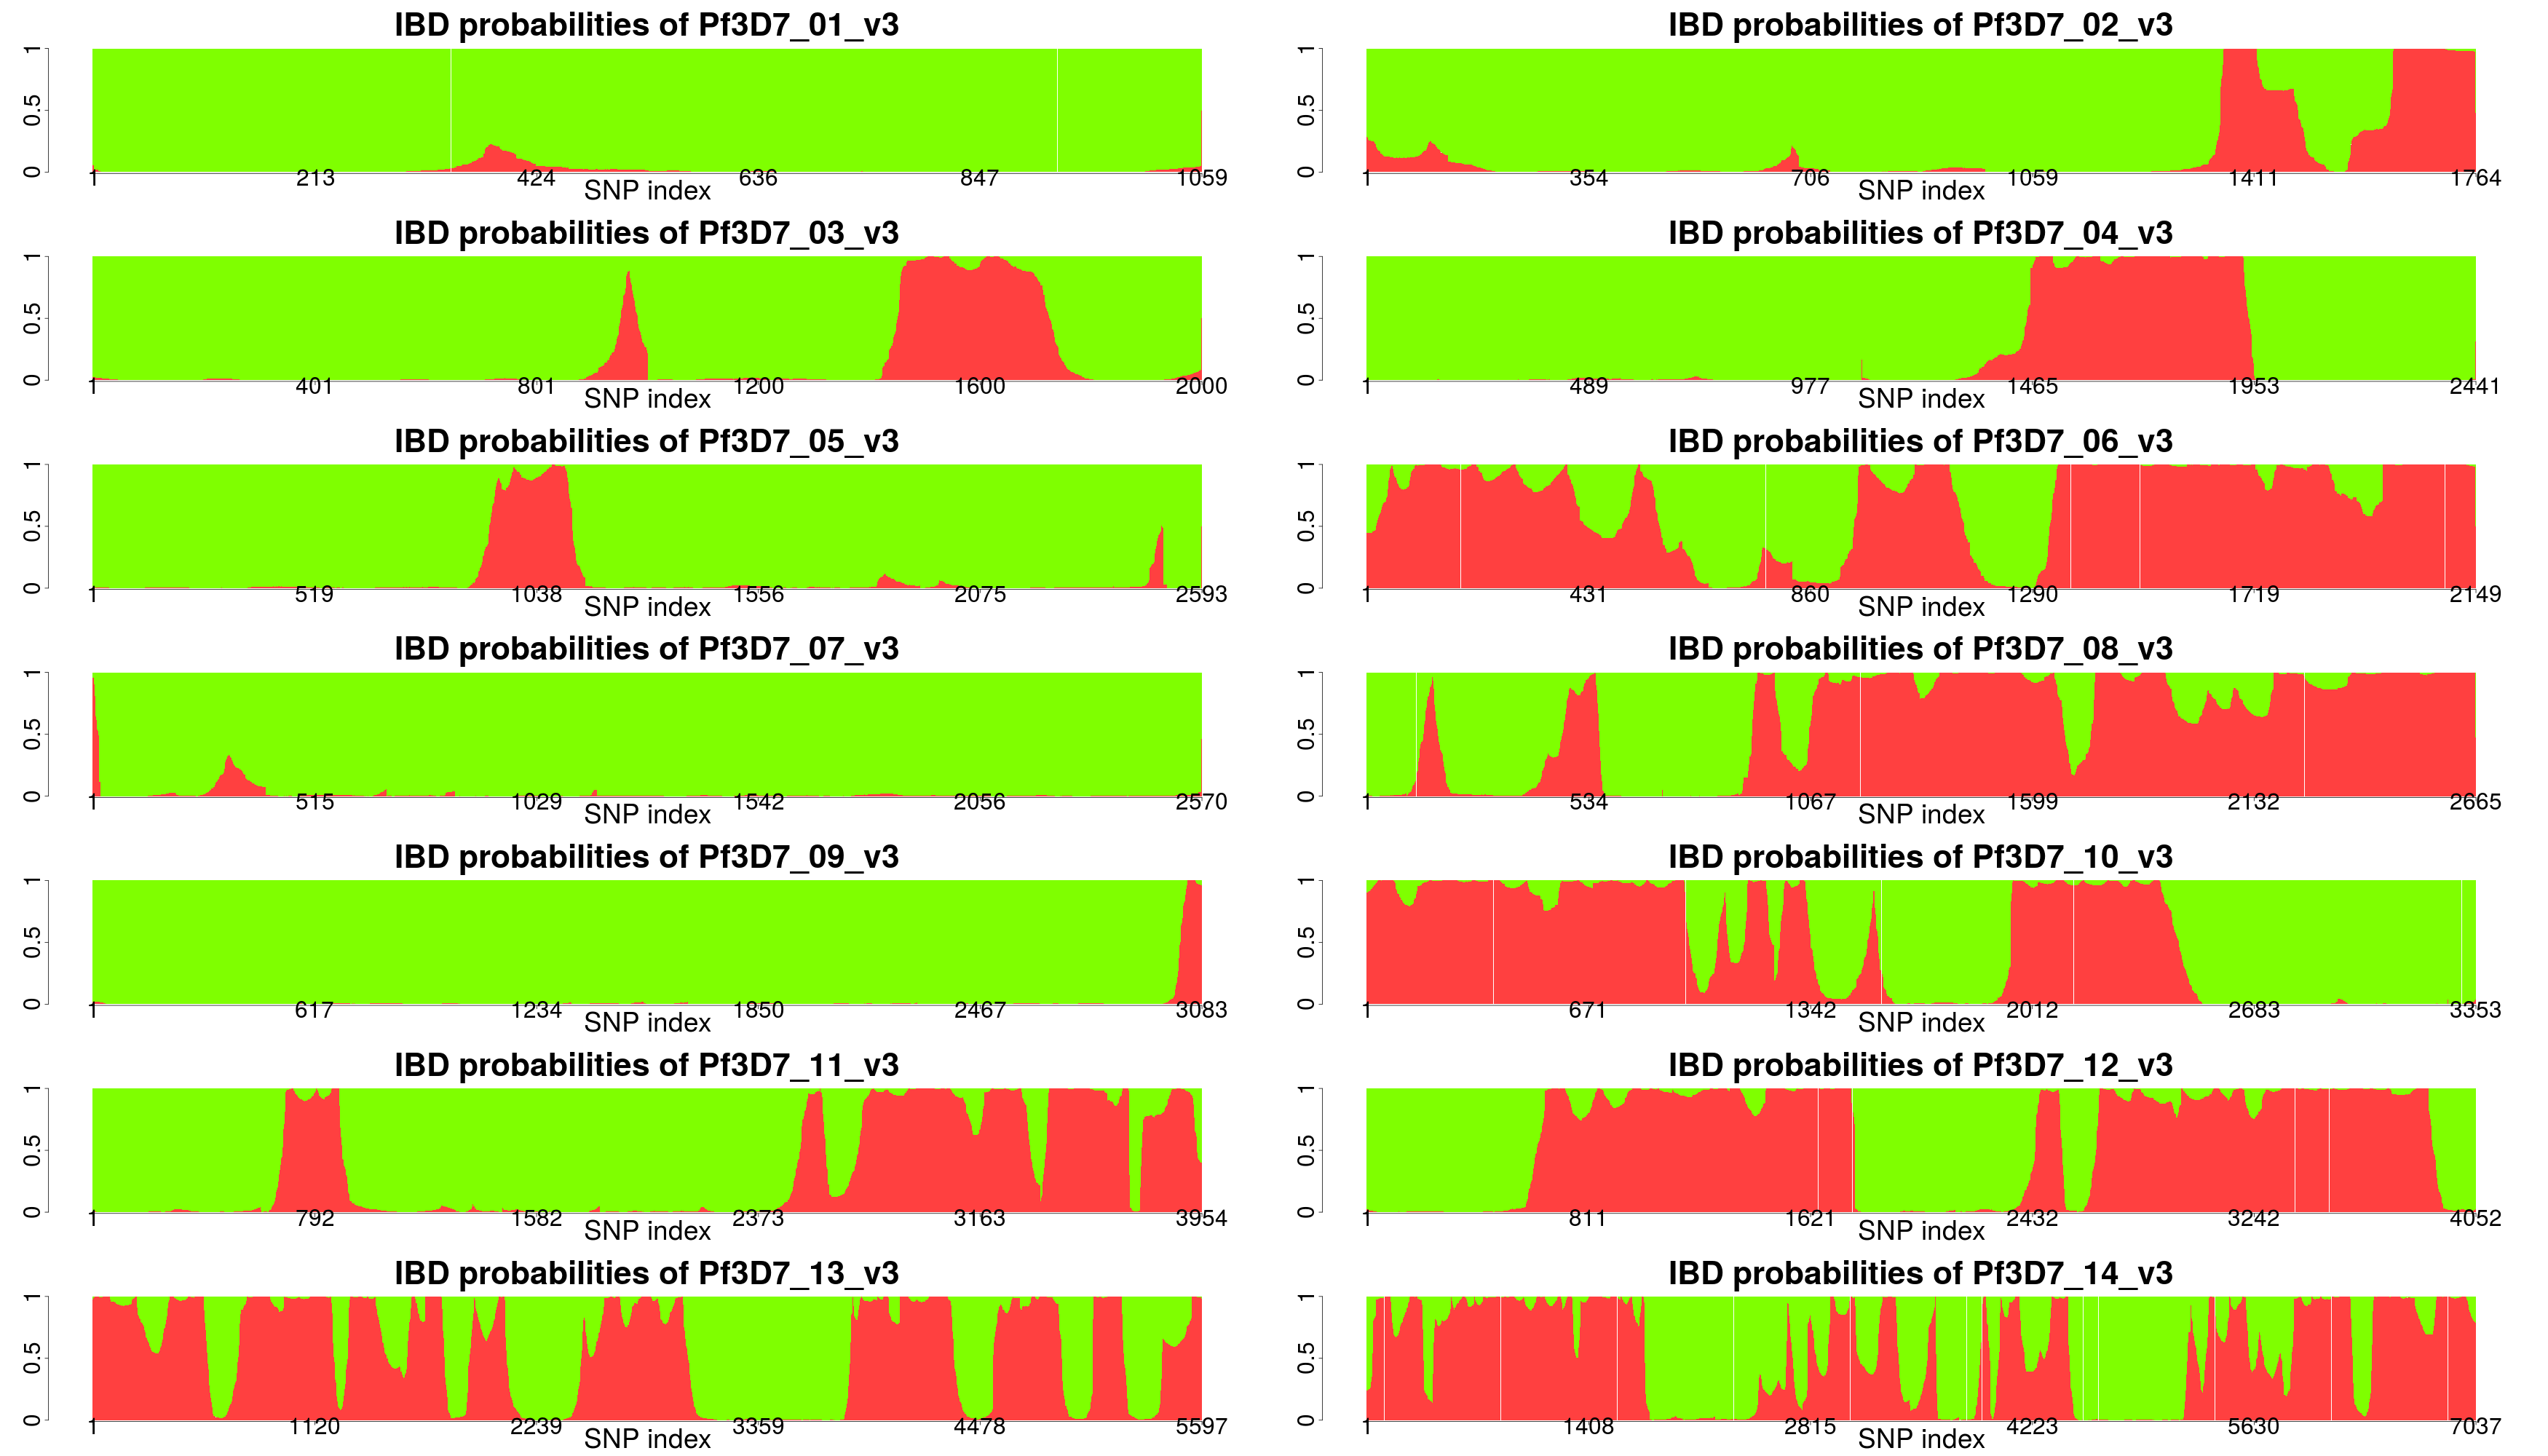 IBD probabilities of Pf3D7_01_v3
0 0.5 1
1 213 424 636 847 1059
SNP index
IBD probabilities of Pf3D7_02_v3
0 0.5 1
1 354 706 1059 1411 1764
SNP index
IBD probabilities of Pf3D7_03_v3
0 0.5 1
1 401 801 1200 1600 2000
SNP index
IBD probabilities of Pf3D7_04_v3
0 0.5 1
1 489 977 1465 1953 2441
SNP index
IBD probabilities of Pf3D7_05_v3
0 0.5 1
1 519 1038 1556 2075 2593
SNP index
IBD probabilities of Pf3D7_06_v3
0 0.5 1
1 431 860 1290 1719 2149
SNP index
IBD probabilities of Pf3D7_07_v3
0 0.5 1
1 515 1029 1542 2056 2570
SNP index
IBD probabilities of Pf3D7_08_v3
0 0.5 1
1 534 1067 1599 2132 2665
SNP index
IBD probabilities of Pf3D7_09_v3
0 0.5 1
1 617 1234 1850 2467 3083
SNP index
IBD probabilities of Pf3D7_10_v3
0 0.5 1
1 671 1342 2012 2683 3353
SNP index
IBD probabilities of Pf3D7_11_v3
0 0.5 1
1 792 1582 2373 3163 3954
SNP index
IBD probabilities of Pf3D7_12_v3
0 0.5 1
1 811 1621 2432 3242 4052
SNP index
IBD probabilities of Pf3D7_13_v3
0 0.5 1
1 1120 2239 3359 4478 5597
SNP index
IBD probabilities of Pf3D7_14_v3
0 0.5 1
1 1408 2815 4223 5630 7037
SNP index